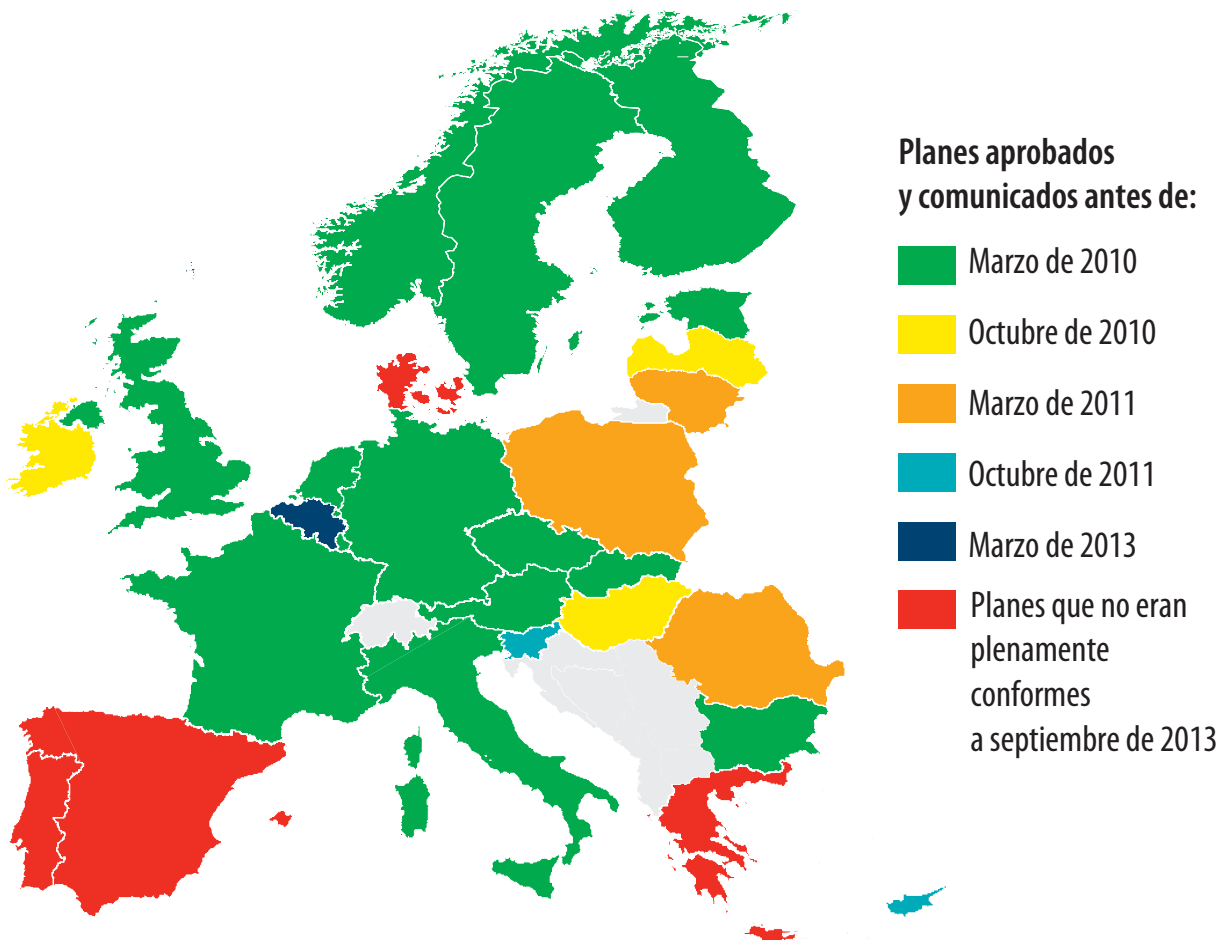 Planes aprobados
y comunicados antes de:
Marzo de 2010
Octubre de 2010
Marzo de 2011
Octubre de 2011
Marzo de 2013
Planes que no eran
plenamente
conformes
a septiembre de 2013